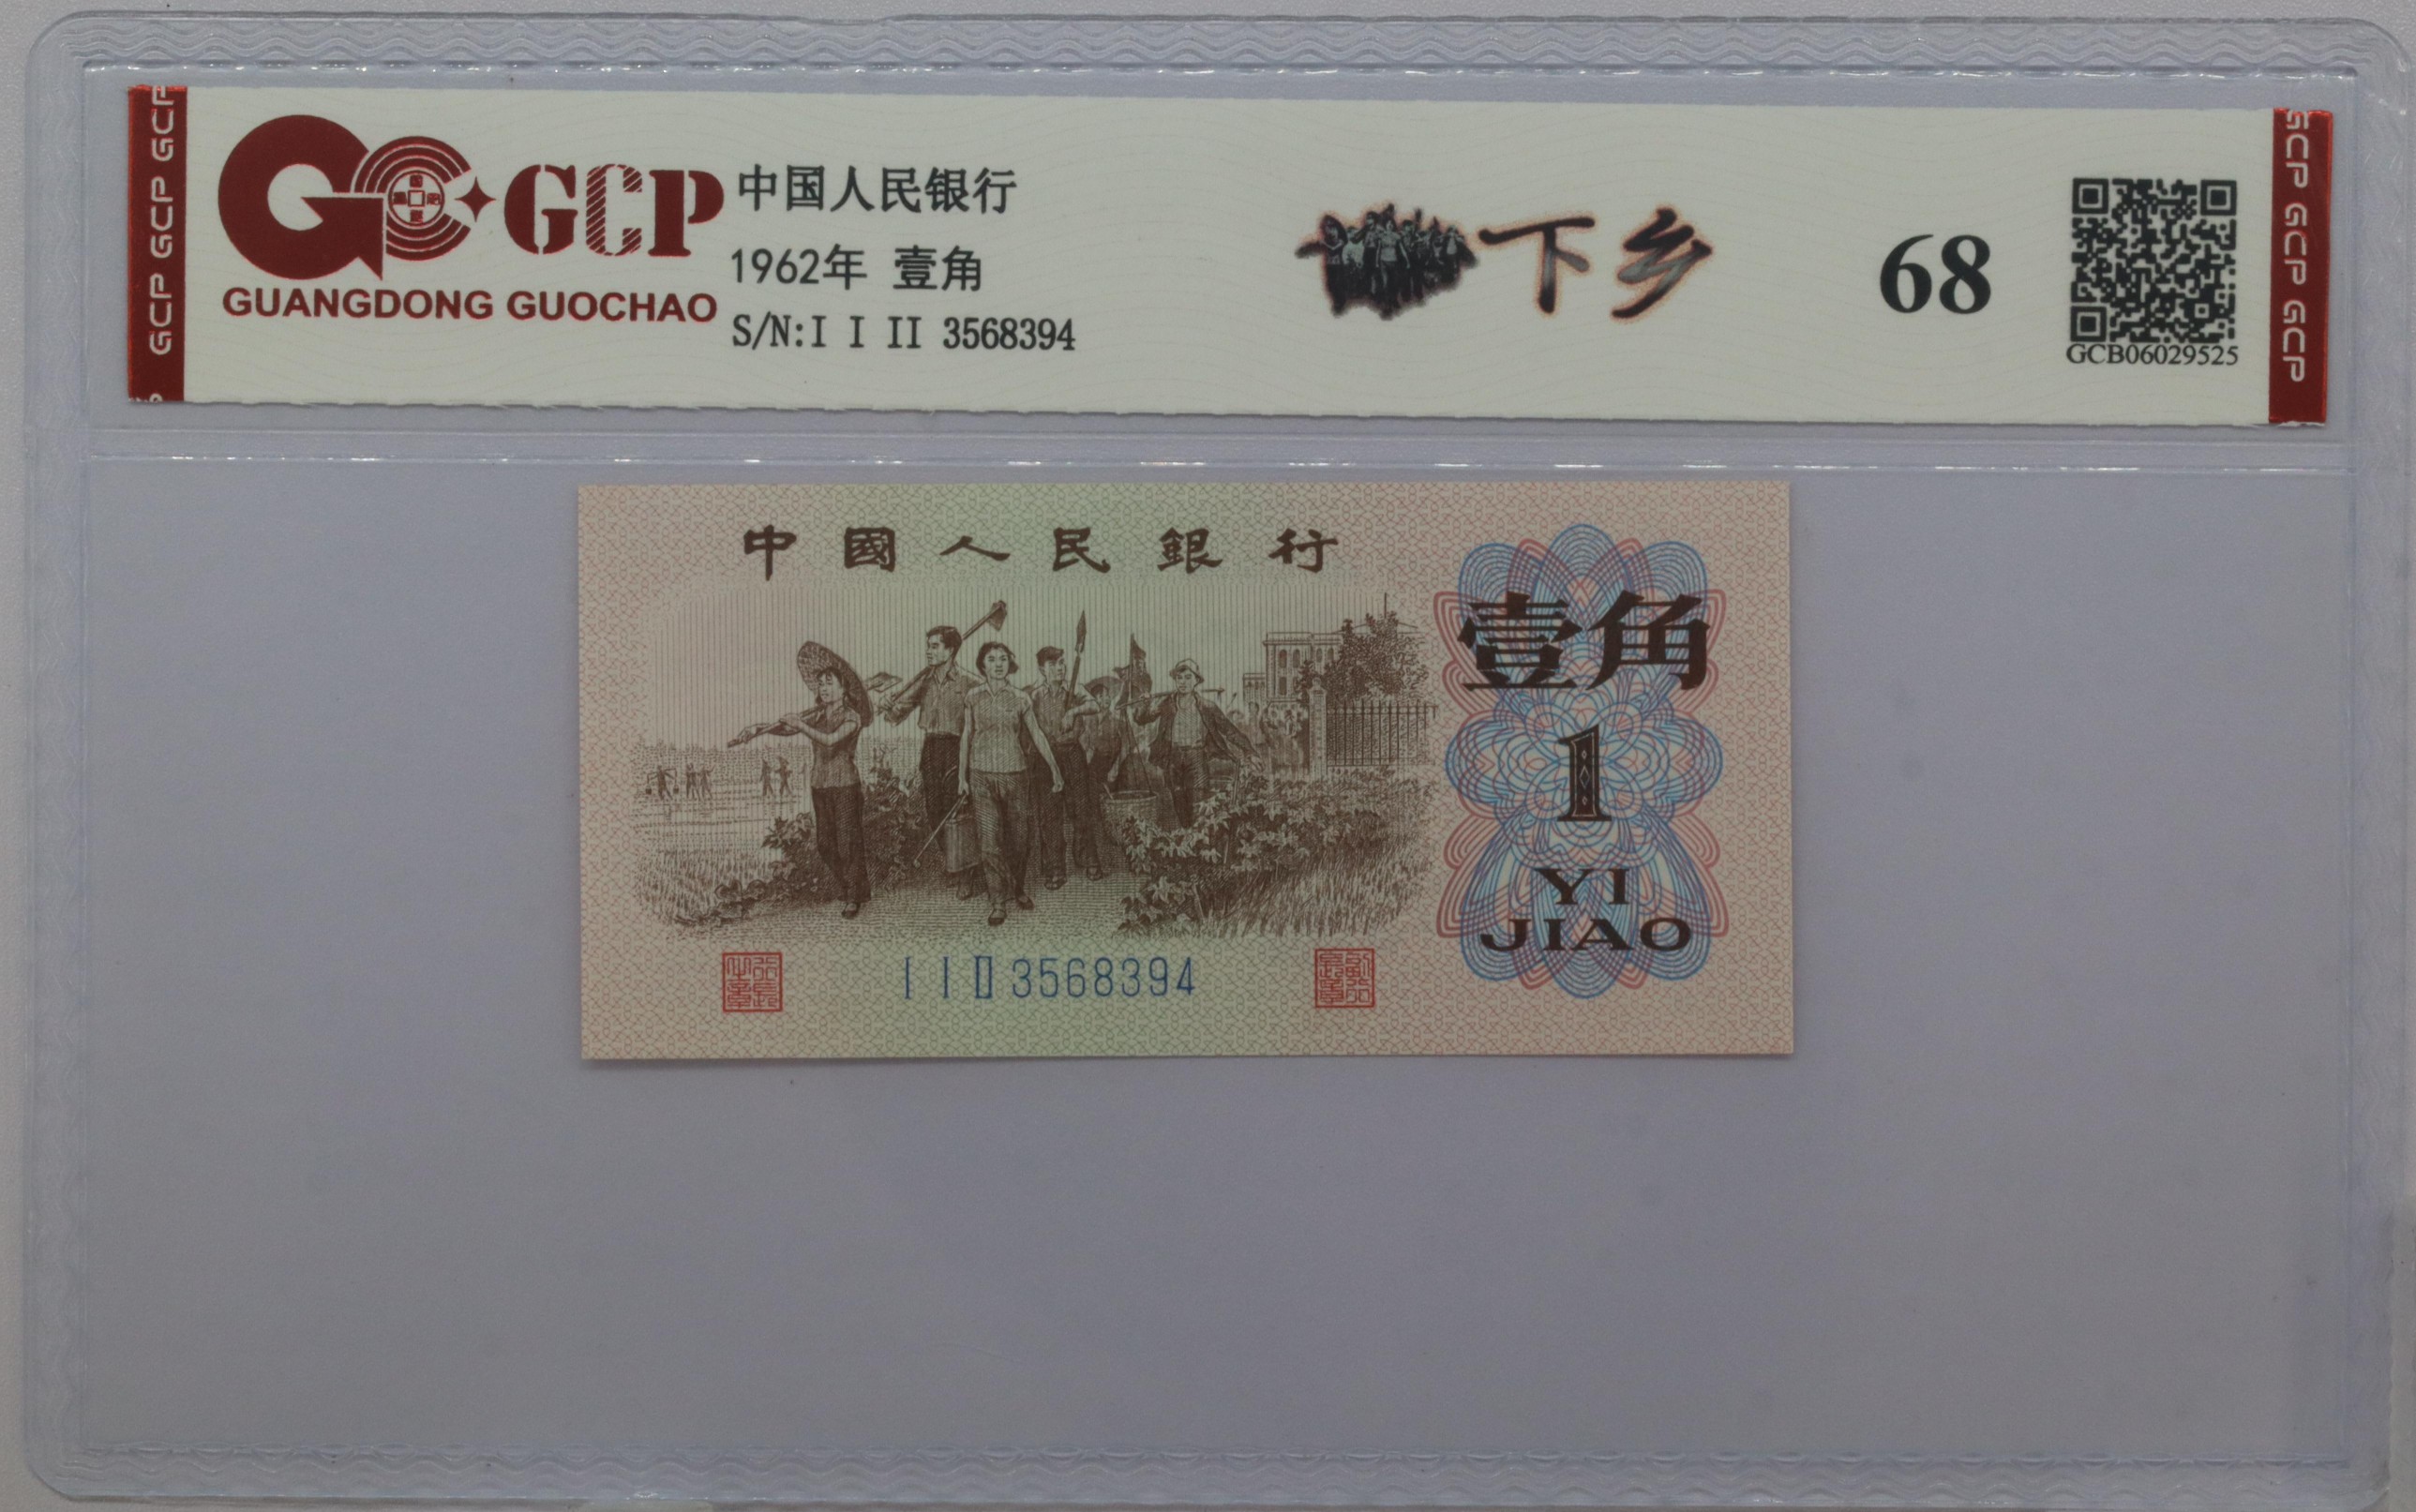 GCP GCP GCP
GCP
GUANGDONG GUOCHAO
中国人民银行
1962年 壹角
S/N:I I II 3568394
下乡
68
GCB06029525
GCP GCP GCP
中國人民銀行
壹角
1
YI
JIAO
I I II 3568394